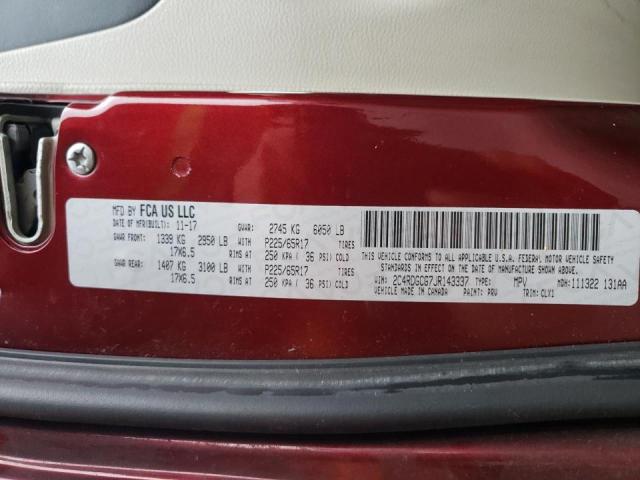 MFD BY FCA US LLC
DATE OF MFR(BUILT): 11-17 GVWR: 2745 KG 6050 LB
GAWR FRONT: 1339 KG 2950 LB WITH P225/65R17 TIRES
17X6.5 RIMS AT 250 KPA ( 36 PSI) COLD
GAWR REAR: 1407 KG 3100 LB WITH P225/65R17 TIRES
17X6.5 RIMS AT 250 KPA ( 36 PSI) COLD
THIS VEHICLE CONFORMS TO ALL APPLICABLE U.S.A. FEDERAL MOTOR VEHICLE SAFETY
STANDARDS IN EFFECT ON THE DATE OF MANUFACTURE SHOWN ABOVE.
VIN: 2C4RDGCG7JR143337 TYPE: MPV MDH: 111322 131AA
VEHICLE MADE IN CANADA PAINT: PRV TRIM: CLV1